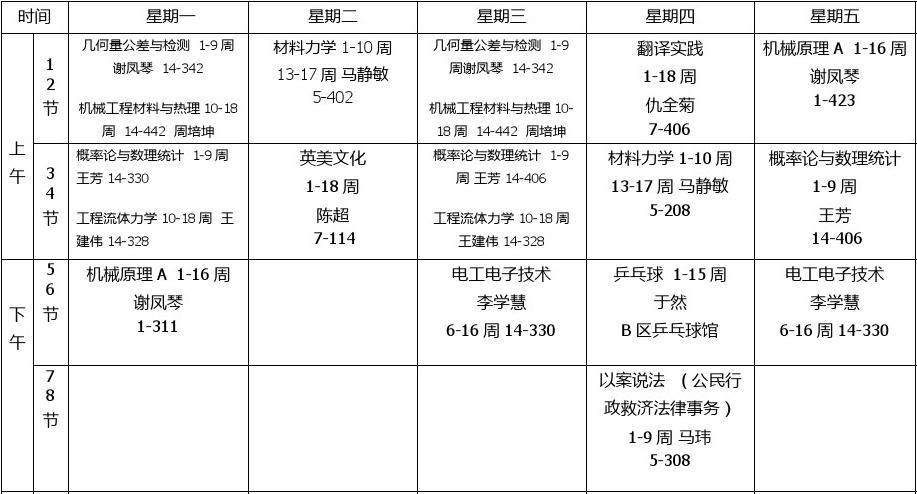 时间 星期一 星期二 星期三 星期四 星期五
上午
12节
几何量公差与检测 1-9 周
谢凤琴 14-342
机械工程材料与热理 10-18
周 14-442 周培坤
材料力学 1-10 周
13-17 周 马静敏
5-402
几何量公差与检测 1-9
周谢凤琴 14-342
机械工程材料与热理 10-
18 周 14-442 周培坤
翻译实践
1-18 周
仇全菊
7-406
机械原理 A 1-16 周
谢凤琴
1-423
34节
概率论与数理统计 1-9 周
王芳 14-330
工程流体力学 10-18 周 王
建伟 14-328
英美文化
1-18 周
陈超
7-114
概率论与数理统计 1-9
周 王芳 14-406
工程流体力学 10-18 周
王建伟 14-328
材料力学 1-10 周
13-17 周 马静敏
5-208
概率论与数理统计
1-9 周
王芳
14-406
下午
56节
机械原理 A 1-16 周
谢凤琴
1-311
电工电子技术
李学慧
6-16 周 14-330
乒乓球 1-15 周
于然
B 区乒乓球馆
电工电子技术
李学慧
6-16 周 14-330
78节
以案说法 （公民行
政救济法律事务）
1-9 周 马玮
5-308